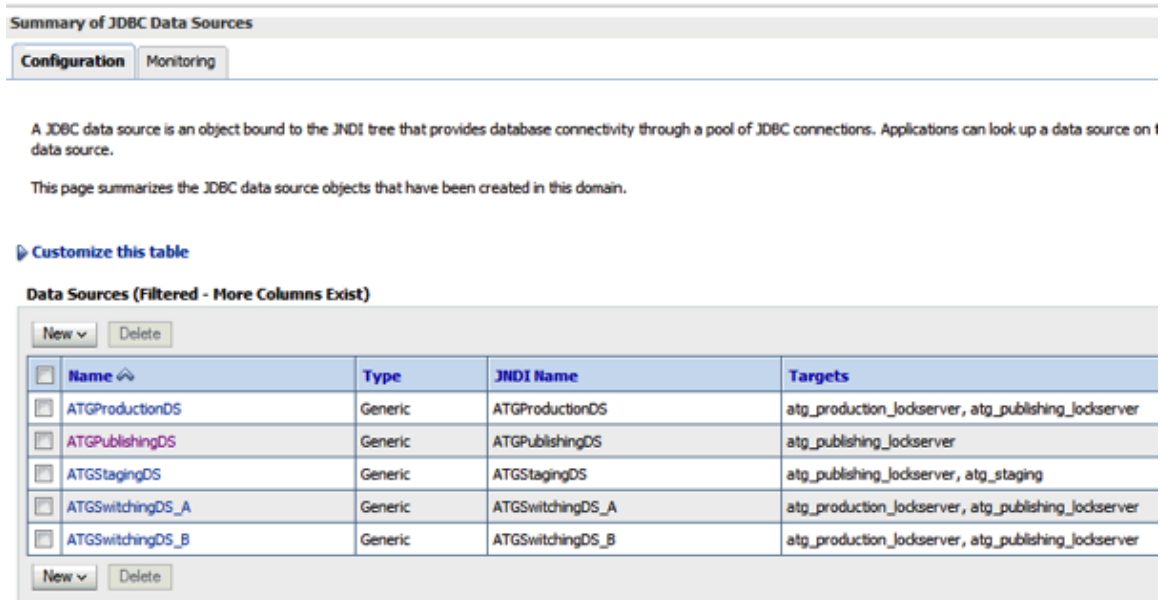 Summary of JDBC Data Sources
Configuration Monitoring
A JDBC data source is an object bound to the JNDI tree that provides database connectivity through a pool of JDBC connections. Applications can look up a data source on
data source.
This page summarizes the JDBC data source objects that have been created in this domain.
Customize this table
Data Sources (Filtered - More Columns Exist)
New Delete
Name Type JNDI Name Targets
ATGProductionDS Generic ATGProductionDS atg_production_lockserver, atg_publishing_lockserver
ATGPublishingDS Generic ATGPublishingDS atg_publishing_lockserver
ATGStagingDS Generic ATGStagingDS atg_publishing_lockserver, atg_staging
ATGSwitchingDS_A Generic ATGSwitchingDS_A atg_production_lockserver, atg_publishing_lockserver
ATGSwitchingDS_B Generic ATGSwitchingDS_B atg_production_lockserver, atg_publishing_lockserver
New Delete